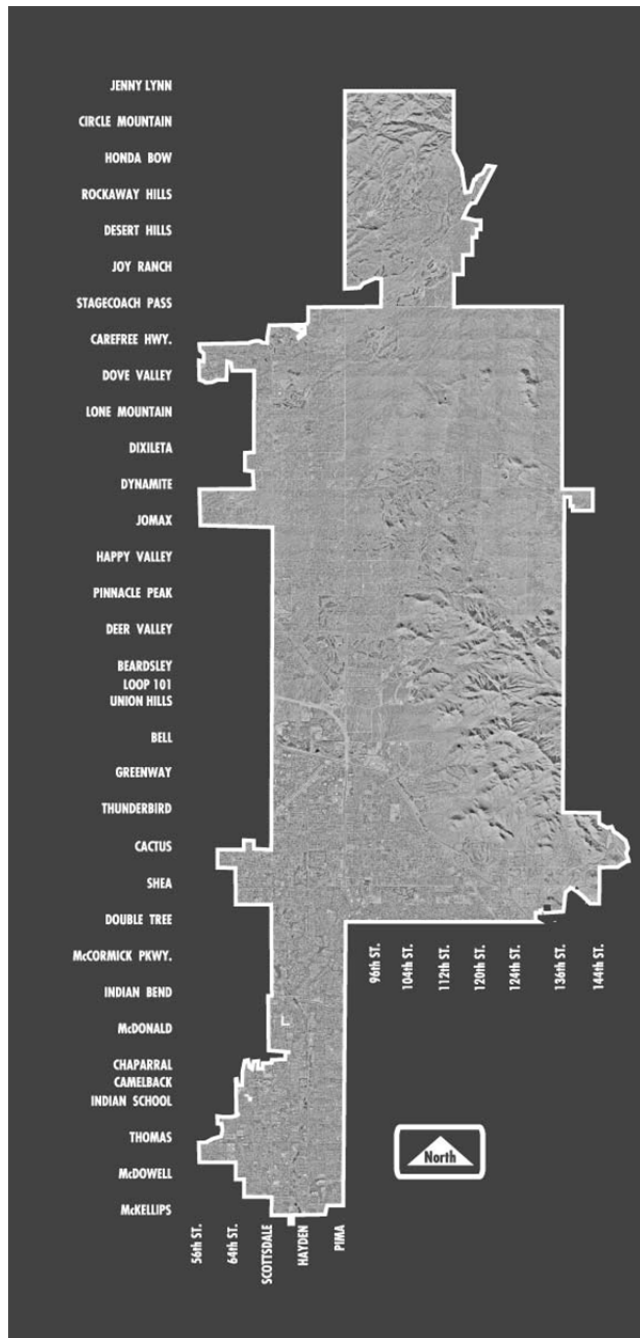 JENNY LYNN
CIRCLE MOUNTAIN
HONDA BOW
ROCKAWAY HILLS
DESERT HILLS
JOY RANCH
STAGECOACH PASS
CAREFREE HWY.
DOVE VALLEY
LONE MOUNTAIN
DIXILETA
DYNAMITE
JOMAX
HAPPY VALLEY
PINNACLE PEAK
DEER VALLEY
BEARDSLEY
LOOP 101
UNION HILLS
BELL
GREENWAY
THUNDERBIRD
CACTUS
SHEA
DOUBLE TREE
McCORMICK PKWY.
INDIAN BEND
McDONALD
CHAPARRAL
CAMELBACK
INDIAN SCHOOL
THOMAS
McDOWELL
McKELLIPS
56th ST.
64th ST.
SCOTTSDALE
HAYDEN
PIMA
96th ST.
104th ST.
112th ST.
120th ST.
124th ST.
136th ST.
144th ST.
North